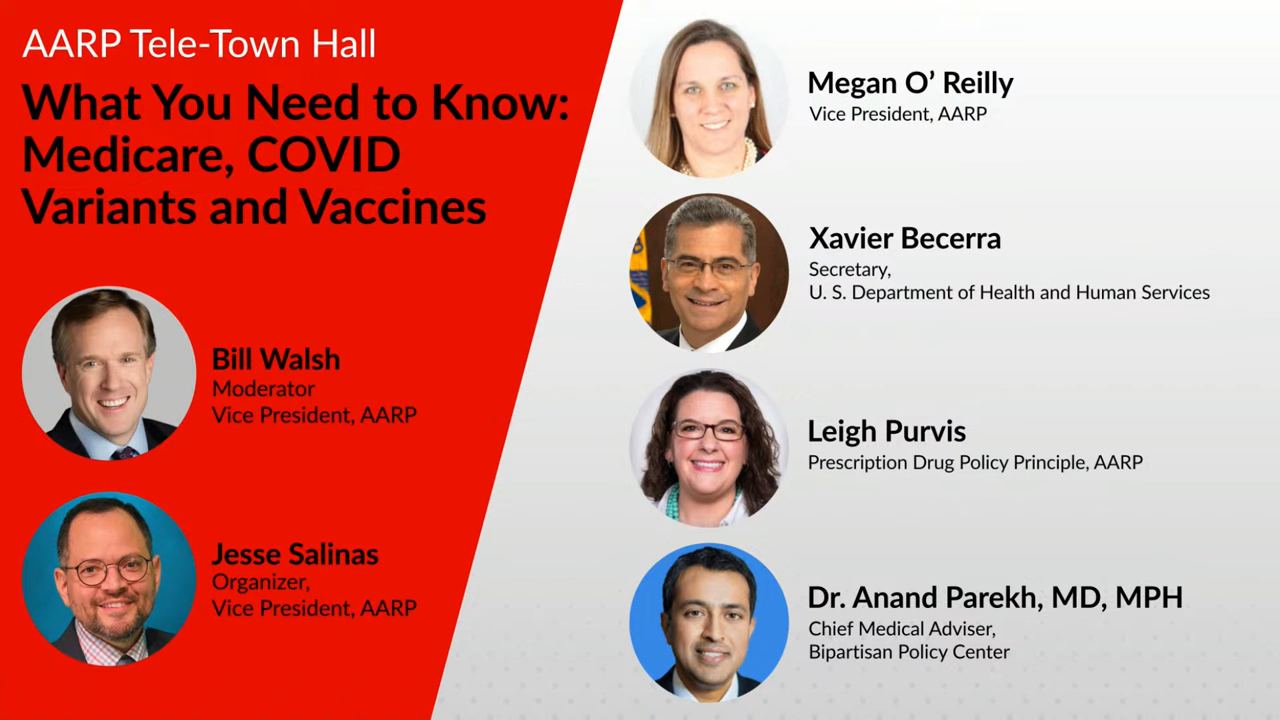 AARP Tele-Town Hall
What You Need to Know:
Medicare, COVID
Variants and Vaccines
Bill Walsh
Moderator
Vice President, AARP
Jesse Salinas
Organizer,
Vice President, AARP
Megan O’ Reilly
Vice President, AARP
Xavier Becerra
Secretary,
U. S. Department of Health and Human Services
Leigh Purvis
Prescription Drug Policy Principle, AARP
Dr. Anand Parekh, MD, MPH
Chief Medical Adviser,
Bipartisan Policy Center